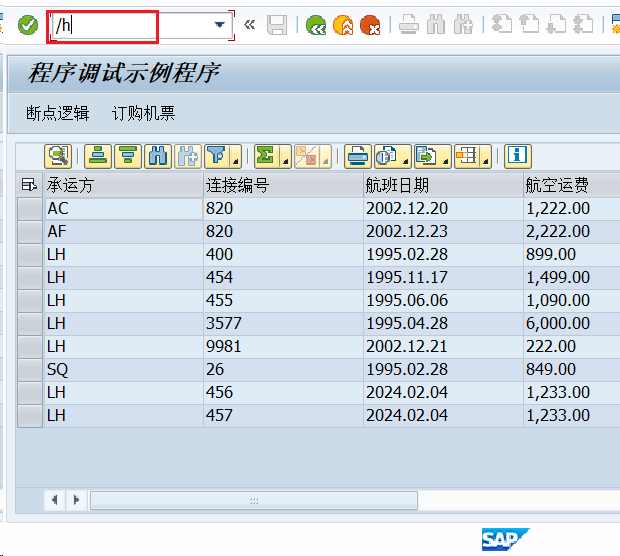 /h
程序调试示例程序
断点逻辑 订购机票
承运方 连接编号 航班日期 航空运费
AC 820 2002.12.20 1,222.00
AF 820 2002.12.23 2,222.00
LH 400 1995.02.28 899.00
LH 454 1995.11.17 1,499.00
LH 455 1995.06.06 1,090.00
LH 3577 1995.04.28 6,000.00
LH 9981 2002.12.21 222.00
SQ 26 1995.02.28 849.00
LH 456 2024.02.04 1,233.00
LH 457 2024.02.04 1,233.00
SAP